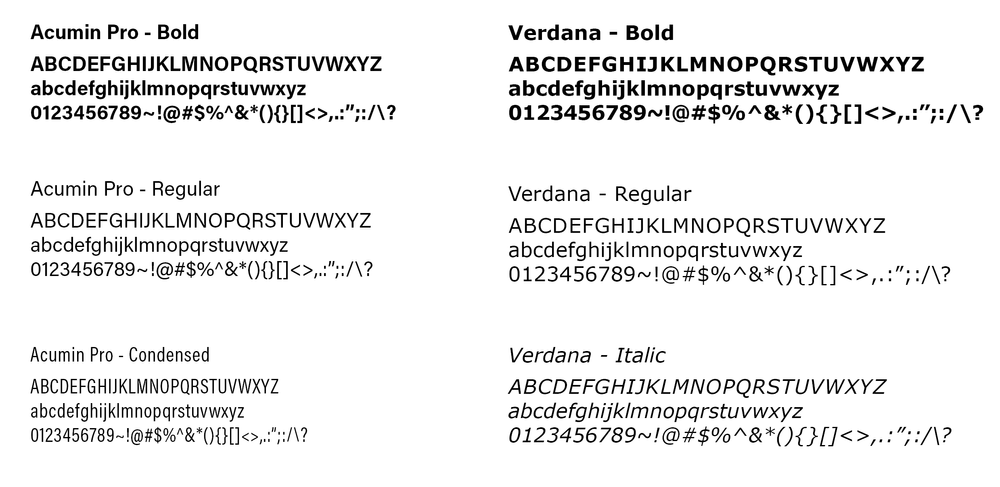 Acumin Pro - Bold
ABCDEFGHIJKLMNOPQRSTUVWXYZ
abcdefghijklmnopqrstuvwxyz
0123456789~!@#$%^&*(){}[]<>,.:”;:/\?
Acumin Pro - Regular
ABCDEFGHIJKLMNOPQRSTUVWXYZ
abcdefghijklmnopqrstuvwxyz
0123456789~!@#$%^&*(){}[]<>,.:”;:/\?
Acumin Pro - Condensed
ABCDEFGHIJKLMNOPQRSTUVWXYZ
abcdefghijklmnopqrstuvwxyz
0123456789~!@#$%^&*(){}[]<>,.:”;:/\?
Verdana - Bold
ABCDEFGHIJKLMNOPQRSTUVWXYZ
abcdefghijklmnopqrstuvwxyz
0123456789~!@#$%^&*(){}[]<>,.:”;:/\?
Verdana - Regular
ABCDEFGHIJKLMNOPQRSTUVWXYZ
abcdefghijklmnopqrstuvwxyz
0123456789~!@#$%^&*(){}[]<>,.:”;:/\?
Verdana - Italic
ABCDEFGHIJKLMNOPQRSTUVWXYZ
abcdefghijklmnopqrstuvwxyz
0123456789~!@#$%^&*(){}[]<>,.:”;:/\?